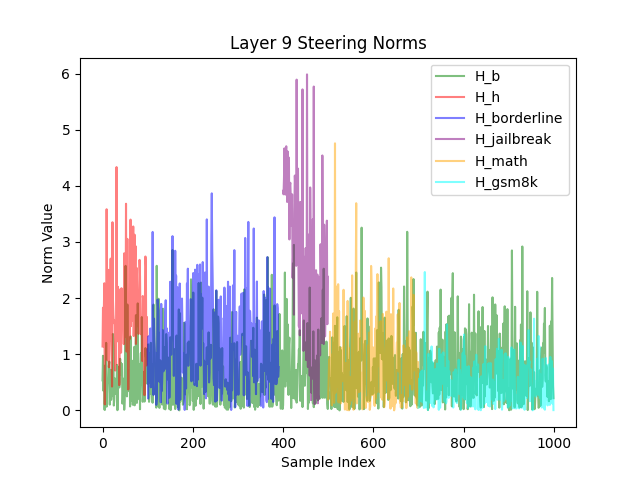 Layer 9 Steering Norms
H_b
H_h
H_borderline
H_jailbreak
H_math
H_gsm8k
Norm Value
6
5
4
3
2
1
0
0 200 400 600 800 1000
Sample Index